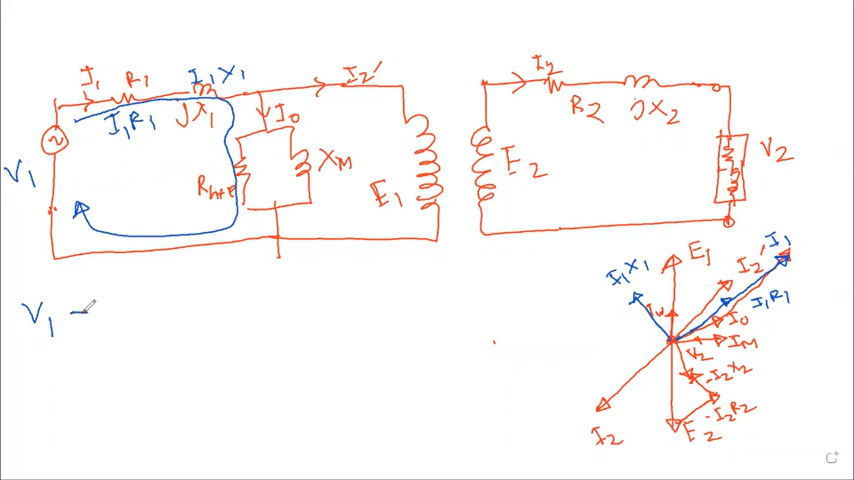 I1 R1 I1X1 I2'
I1R1 jX1 I0
V1 Rh+e XM E1
I2
R2 jX2
E2 V2
V1 -
E1
I1X1 I2' I1
Iw I1R1
I0
V2 IM
-I2X2
-I2R2
I2 E2